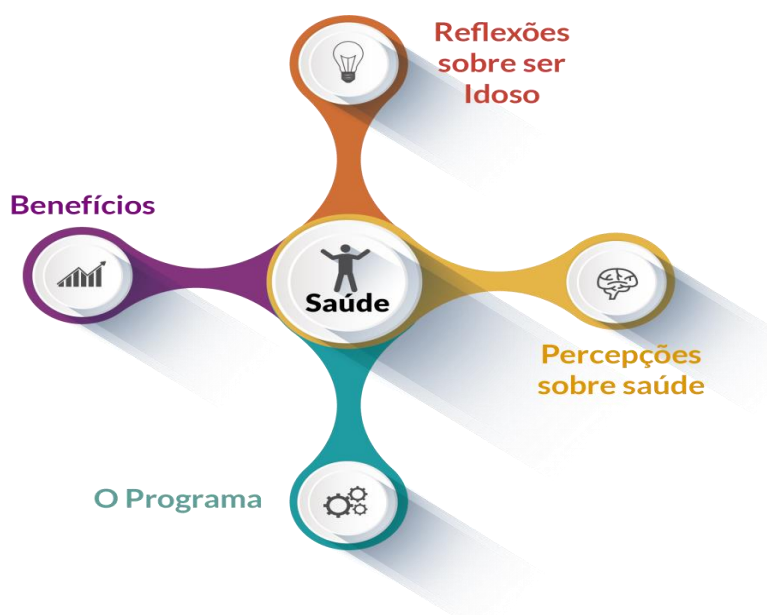 Reflexões
sobre ser
Idoso
Benefícios
Saúde
Percepções
sobre saúde
O Programa